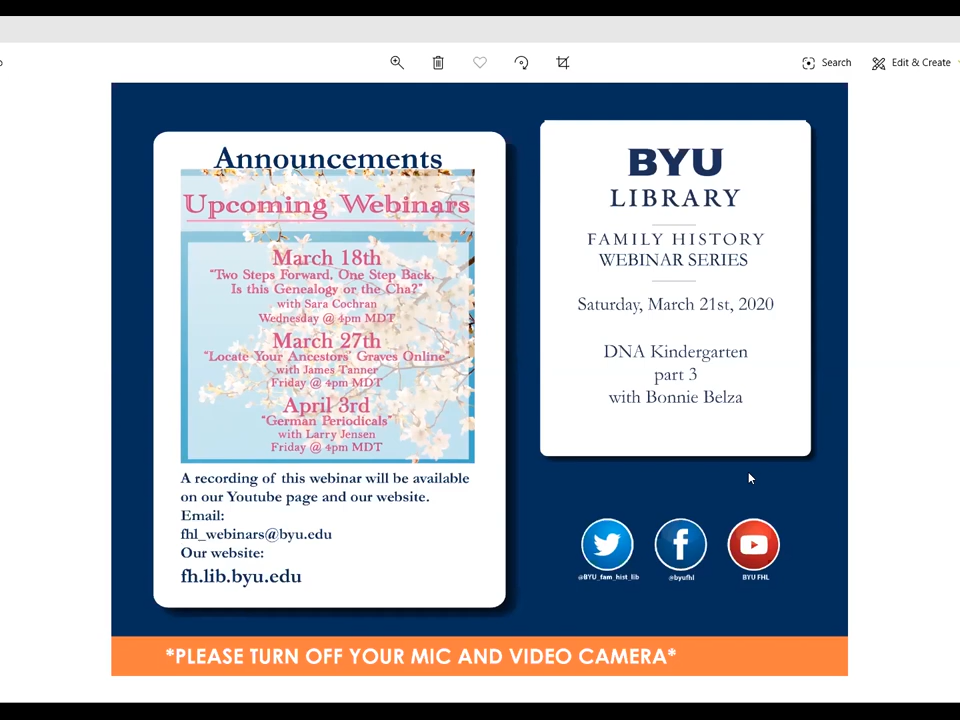 Search
Edit & Create
Announcements
Upcoming Webinars
March 18th
"Two Steps Forward, One Step Back,
Is this Genealogy or the Cha?"
with Sara Cochran
Wednesday @ 4pm MDT
March 27th
"Locate Your Ancestors' Graves Online"
with James Tanner
Friday @ 4pm MDT
April 3rd
"German Periodicals"
with Larry Jensen
Friday @ 4pm MDT
A recording of this webinar will be available
on our Youtube page and our website.
Email:
fhl_webinars@byu.edu
Our website:
fh.lib.byu.edu
BYU
LIBRARY
FAMILY HISTORY
WEBINAR SERIES
Saturday, March 21st, 2020
DNA Kindergarten
part 3
with Bonnie Belza
@BYU_fam_hist_lib
@byufhl
BYU FHL
*PLEASE TURN OFF YOUR MIC AND VIDEO CAMERA*